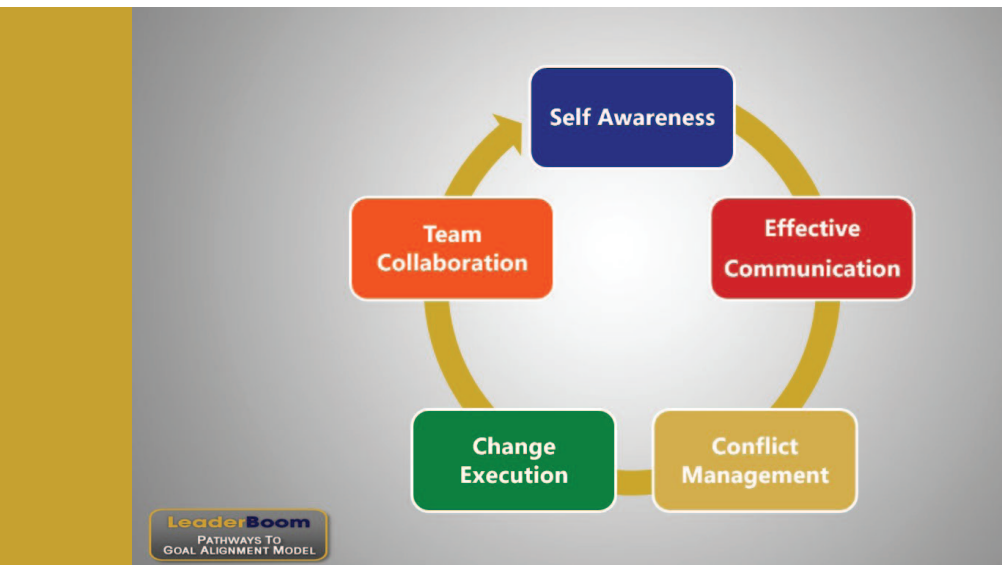 Self Awareness
Effective
Communication
Conflict
Management
Change
Execution
Team
Collaboration
LeaderBoom
PATHWAYS TO
GOAL ALIGNMENT MODEL